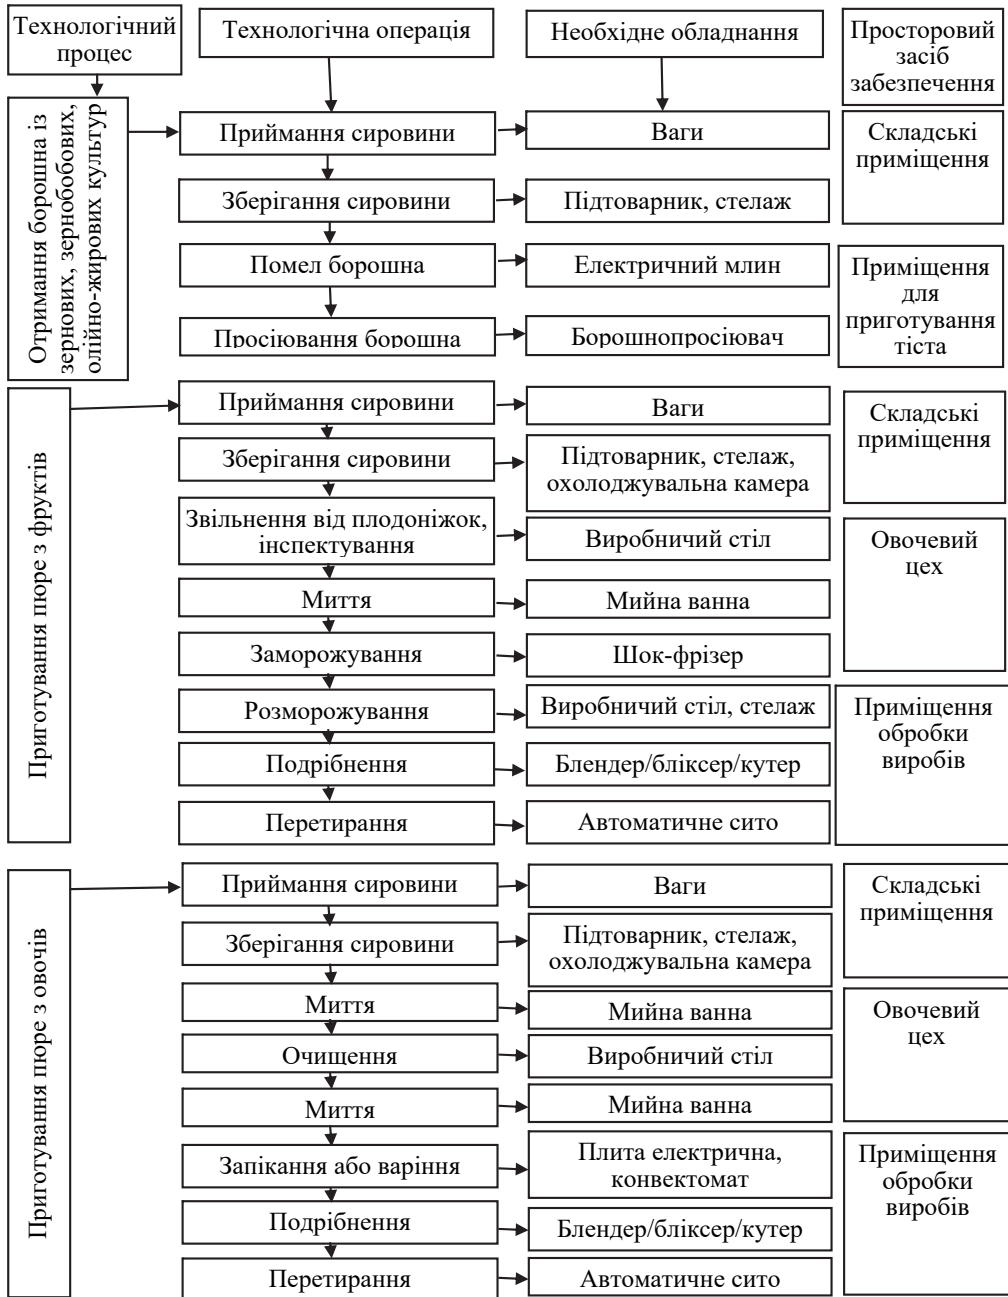 Технологічний
процес
Технологічна операція
Необхідне обладнання
Просторовий
засіб
забезпечення
Отримання борошна із
зернових, зернобобових,
олійно-жирових культур
Приймання сировини
Ваги
Складські
приміщення
Зберігання сировини
Підтоварник, стелаж
Помел борошна
Електричний млин
Приміщення
для
приготування
тіста
Просіювання борошна
Борошнопросіювач
Приготування пюре з фруктів
Приймання сировини
Ваги
Складські
приміщення
Зберігання сировини
Підтоварник, стелаж,
охолоджувальна камера
Звільнення від плодоніжок,
інспектування
Виробничий стіл
Овочевий
цех
Миття
Мийна ванна
Заморожування
Шок-фрізер
Розморожування
Виробничий стіл, стелаж
Приміщення
обробки
виробів
Подрібнення
Блендер/бліксер/кутер
Перетирання
Автоматичне сито
Приготування пюре з овочів
Приймання сировини
Ваги
Складські
приміщення
Зберігання сировини
Підтоварник, стелаж,
охолоджувальна камера
Миття
Мийна ванна
Овочевий
цех
Очищення
Виробничий стіл
Миття
Мийна ванна
Запікання або варіння
Плита електрична,
конвектомат
Приміщення
обробки
виробів
Подрібнення
Блендер/бліксер/кутер
Перетирання
Автоматичне сито